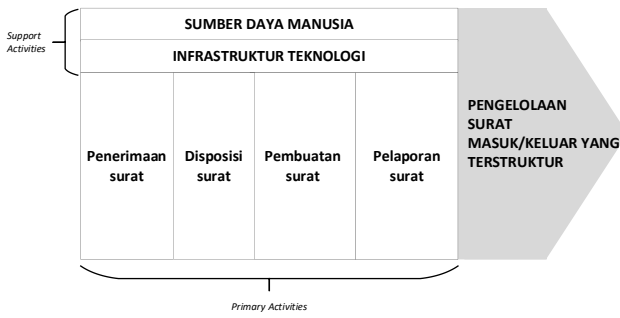 SUMBER DAYA MANUSIA
Support
Activities
INFRASTRUKTUR TEKNOLOGI
Penerimaan
surat
Disposisi
surat
Pembuatan
surat
Pelaporan
surat
PENGELOLAAN
SURAT
MASUK/KELUAR YANG
TERSTRUKTUR
Primary Activities